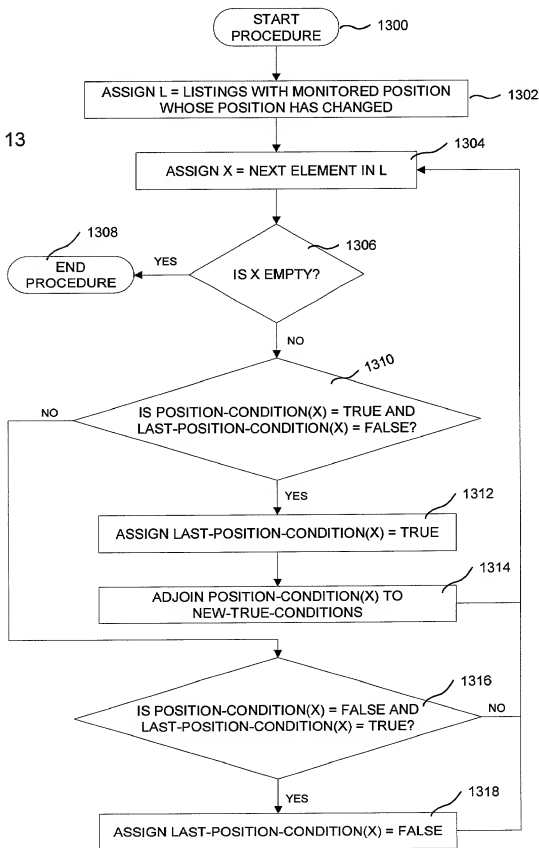 START
PROCEDURE
1300
ASSIGN L = LISTINGS WITH MONITORED POSITION
WHOSE POSITION HAS CHANGED
1302
13
1304
ASSIGN X = NEXT ELEMENT IN L
1308
1306
END
PROCEDURE
YES
IS X EMPTY?
NO
1310
NO
IS POSITION-CONDITION(X) = TRUE AND
LAST-POSITION-CONDITION(X) = FALSE?
YES
1312
ASSIGN LAST-POSITION-CONDITION(X) = TRUE
1314
ADJOIN POSITION-CONDITION(X) TO
NEW-TRUE-CONDITIONS
1316
IS POSITION-CONDITION(X) = FALSE AND
LAST-POSITION-CONDITION(X) = TRUE?
NO
YES
1318
ASSIGN LAST-POSITION-CONDITION(X) = FALSE